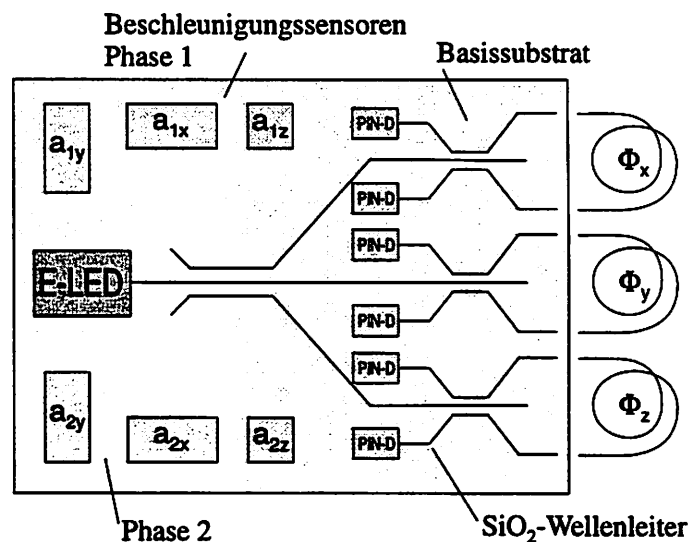 Beschleunigungssensoren
Phase 1
Basissubstrat
a₁y
a₁x
a₁z
PIN-D
PIN-D
PIN-D
PIN-D
PIN-D
PIN-D
E-LED
Φx
Φy
Φz
a₂y
a₂x
a₂z
Phase 2
SiO₂-Wellenleiter